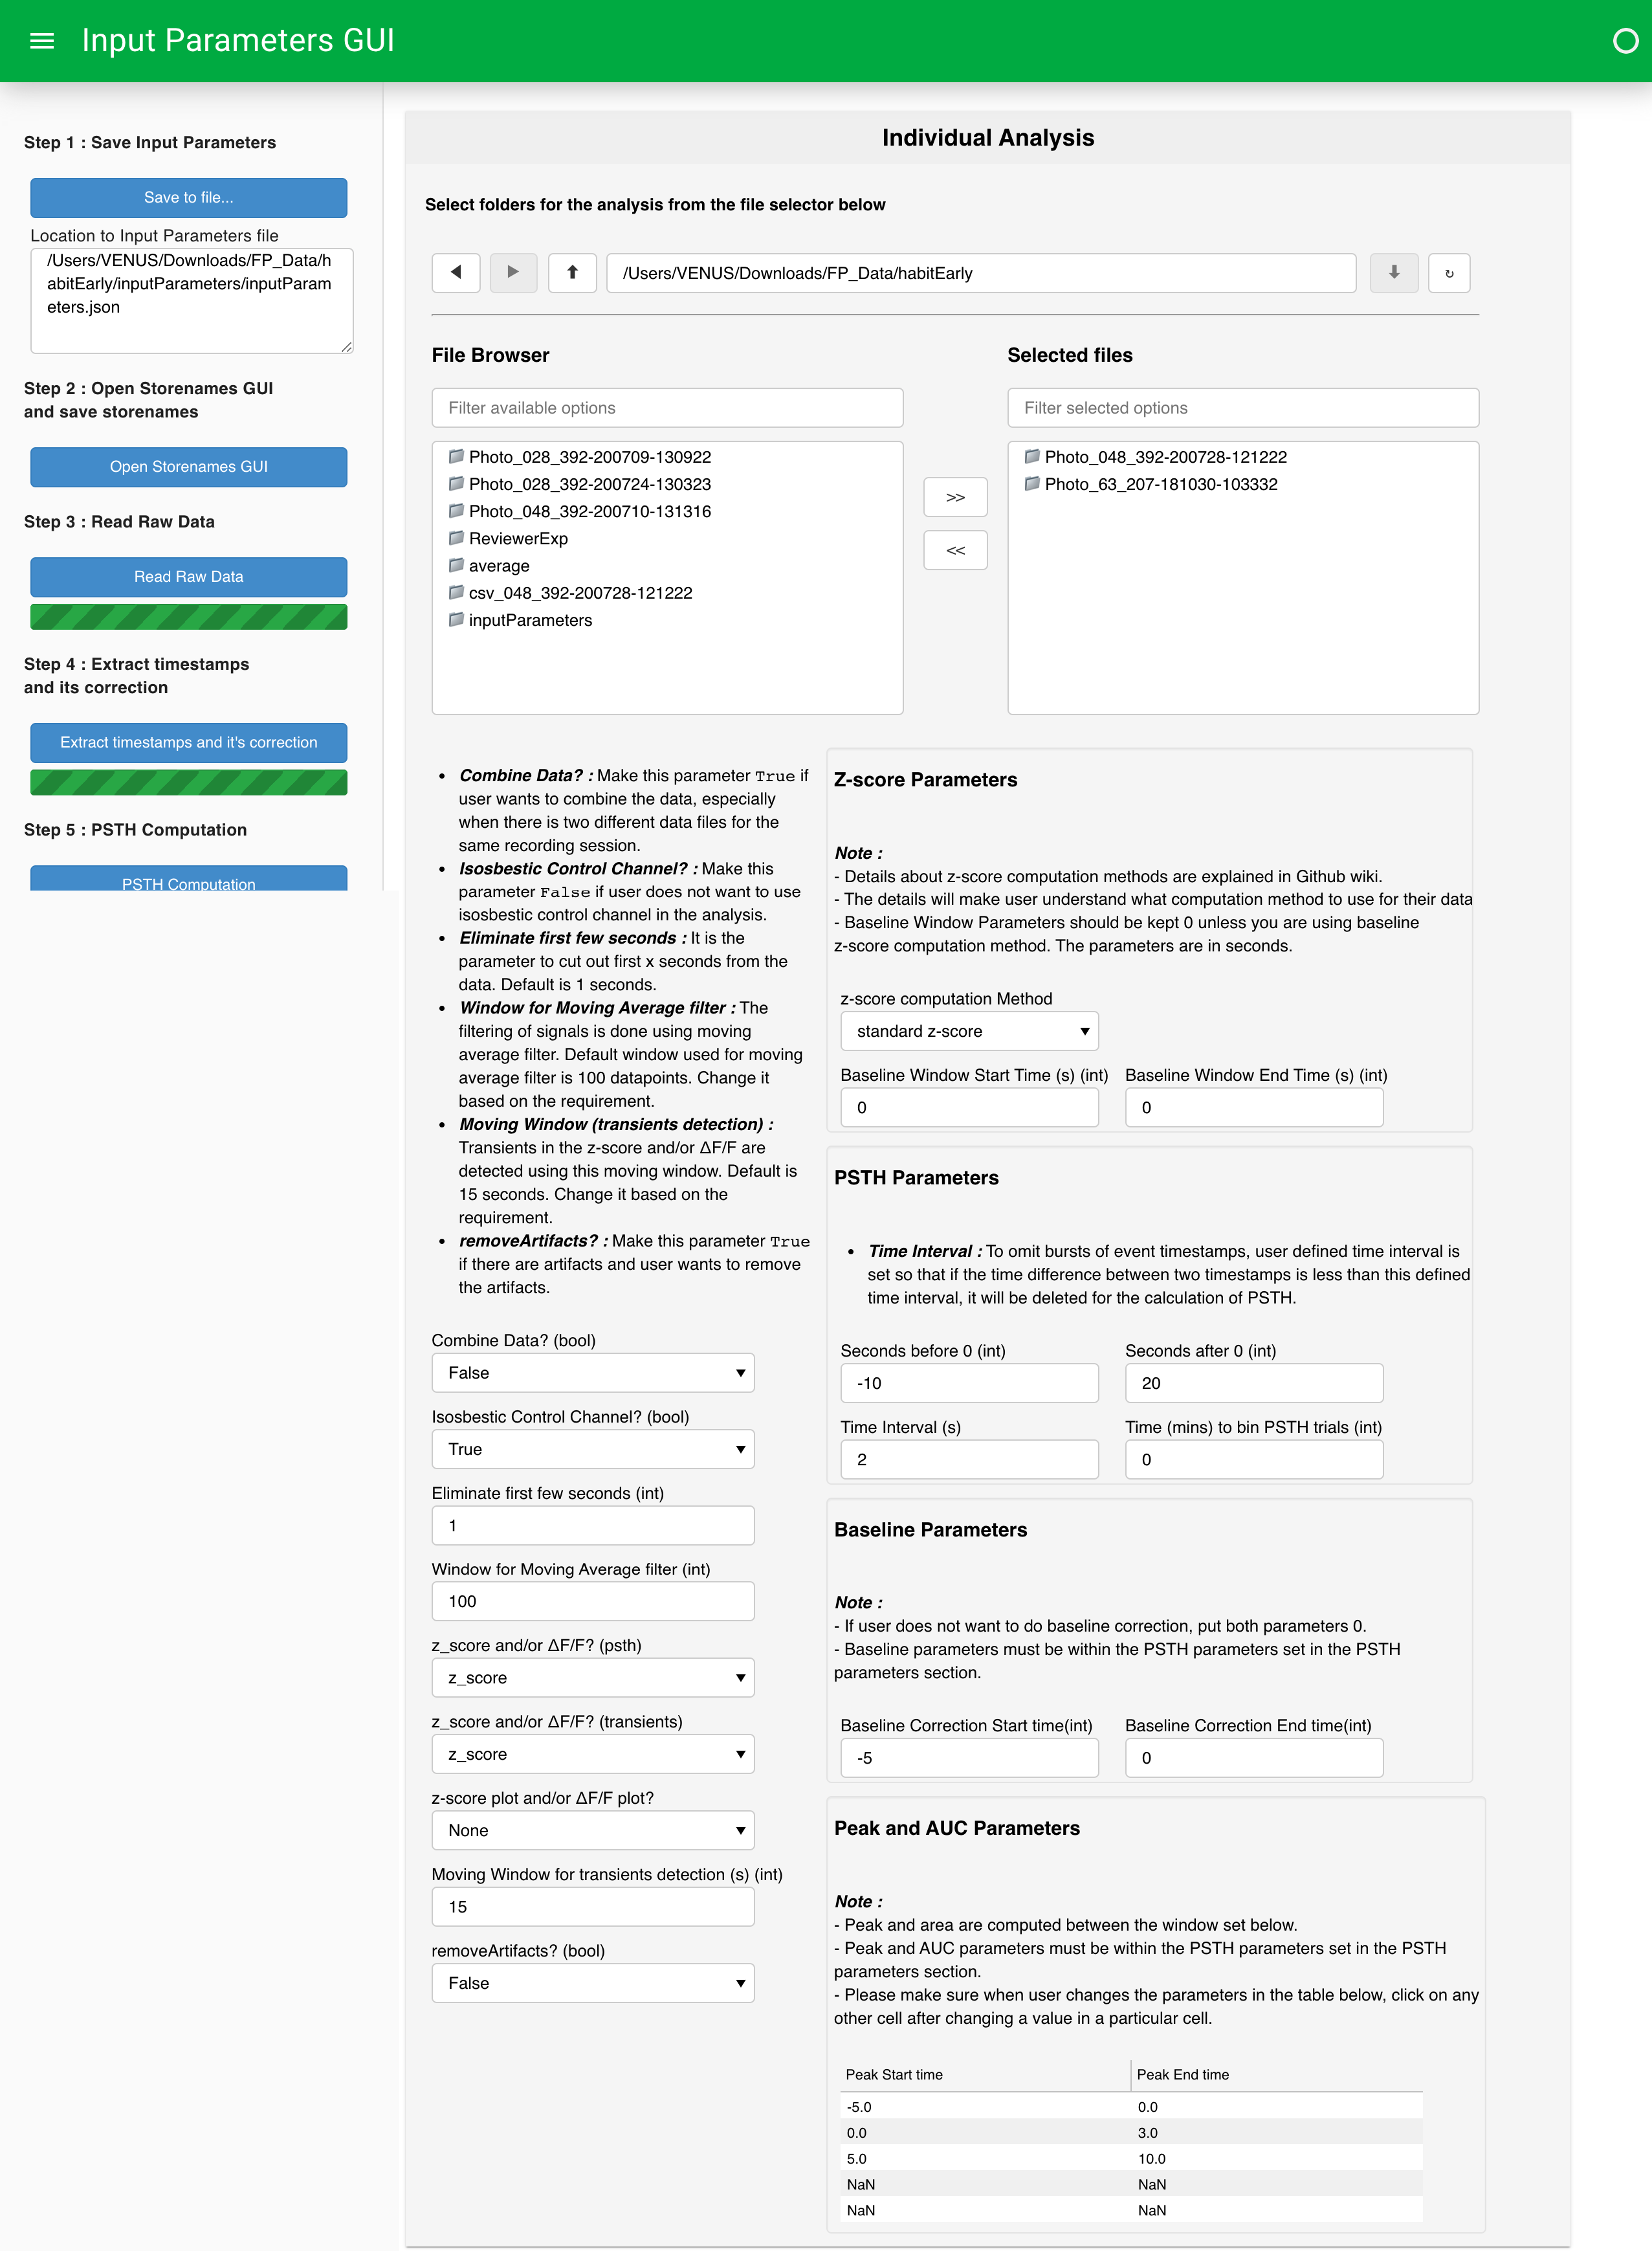 Input Parameters GUI
Step 1 : Save Input Parameters
Save to file...
Location to Input Parameters file
/Users/VENUS/Downloads/FP_Data/h
abitEarly/inputParameters/inputParam
eters.json
Step 2 : Open Storenames GUI
and save storenames
Open Storenames GUI
Step 3 : Read Raw Data
Read Raw Data
Step 4 : Extract timestamps
and its correction
Extract timestamps and it's correction
Step 5 : PSTH Computation
PSTH Computation
Individual Analysis
Select folders for the analysis from the file selector below
/Users/VENUS/Downloads/FP_Data/habitEarly
File Browser
Filter available options
Photo_028_392-200709-130922
Photo_028_392-200724-130323
Photo_048_392-200710-131316
ReviewerExp
average
csv_048_392-200728-121222
inputParameters
>>
<<
Selected files
Filter selected options
Photo_048_392-200728-121222
Photo_63_207-181030-103332
• Combine Data? : Make this parameter True if
user wants to combine the data, especially
when there is two different data files for the
same recording session.
• Isosbestic Control Channel? : Make this
parameter False if user does not want to use
isosbestic control channel in the analysis.
• Eliminate first few seconds : It is the
parameter to cut out first x seconds from the
data. Default is 1 seconds.
• Window for Moving Average filter : The
filtering of signals is done using moving
average filter. Default window used for moving
average filter is 100 datapoints. Change it
based on the requirement.
• Moving Window (transients detection) :
Transients in the z-score and/or ΔF/F are
detected using this moving window. Default is
15 seconds. Change it based on the
requirement.
• removeArtifacts? : Make this parameter True
if there are artifacts and user wants to remove
the artifacts.
Combine Data? (bool)
False
Isosbestic Control Channel? (bool)
True
Eliminate first few seconds (int)
1
Window for Moving Average filter (int)
100
z_score and/or ΔF/F? (psth)
z_score
z_score and/or ΔF/F? (transients)
z_score
z-score plot and/or ΔF/F plot?
None
Moving Window for transients detection (s) (int)
15
removeArtifacts? (bool)
False
Z-score Parameters
Note :
- Details about z-score computation methods are explained in Github wiki.
- The details will make user understand what computation method to use for their data
- Baseline Window Parameters should be kept 0 unless you are using baseline
z-score computation method. The parameters are in seconds.
z-score computation Method
standard z-score
Baseline Window Start Time (s) (int) Baseline Window End Time (s) (int)
0 0
PSTH Parameters
• Time Interval : To omit bursts of event timestamps, user defined time interval is
set so that if the time difference between two timestamps is less than this defined
time interval, it will be deleted for the calculation of PSTH.
Seconds before 0 (int) Seconds after 0 (int)
-10 20
Time Interval (s) Time (mins) to bin PSTH trials (int)
2 0
Baseline Parameters
Note :
- If user does not want to do baseline correction, put both parameters 0.
- Baseline parameters must be within the PSTH parameters set in the PSTH
parameters section.
Baseline Correction Start time(int) Baseline Correction End time(int)
-5 0
Peak and AUC Parameters
Note :
- Peak and area are computed between the window set below.
- Peak and AUC parameters must be within the PSTH parameters set in the PSTH
parameters section.
- Please make sure when user changes the parameters in the table below, click on any
other cell after changing a value in a particular cell.
Peak Start time Peak End time
-5.0 0.0
0.0 3.0
5.0 10.0
NaN NaN
NaN NaN